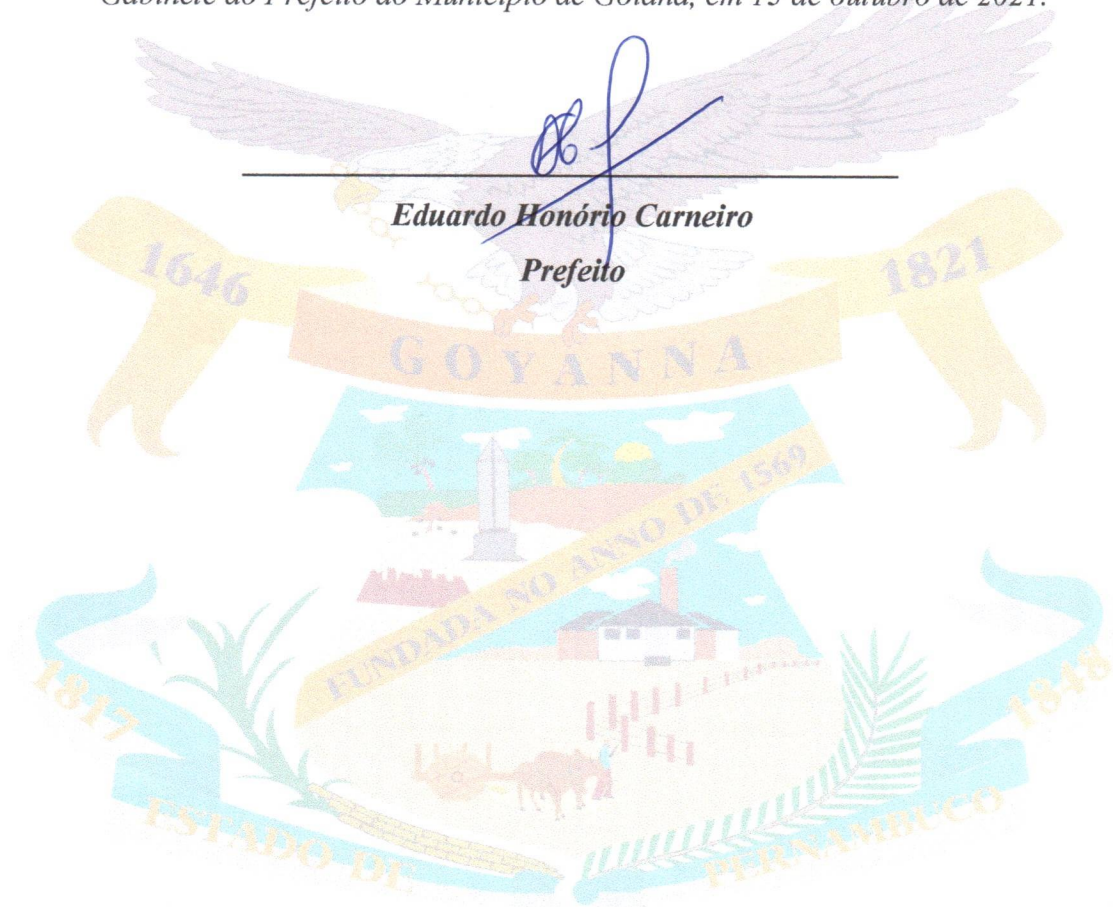 Gabinete do Prefeito do Município de Goiana, em 15 de outubro de 2021.
Eduardo Honório Carneiro
Prefeito
1646
1821
GOYANNA
FUNDADA NO ANNO DE 1569
1817
1848
ESTADO DE
PERNAMBUCO